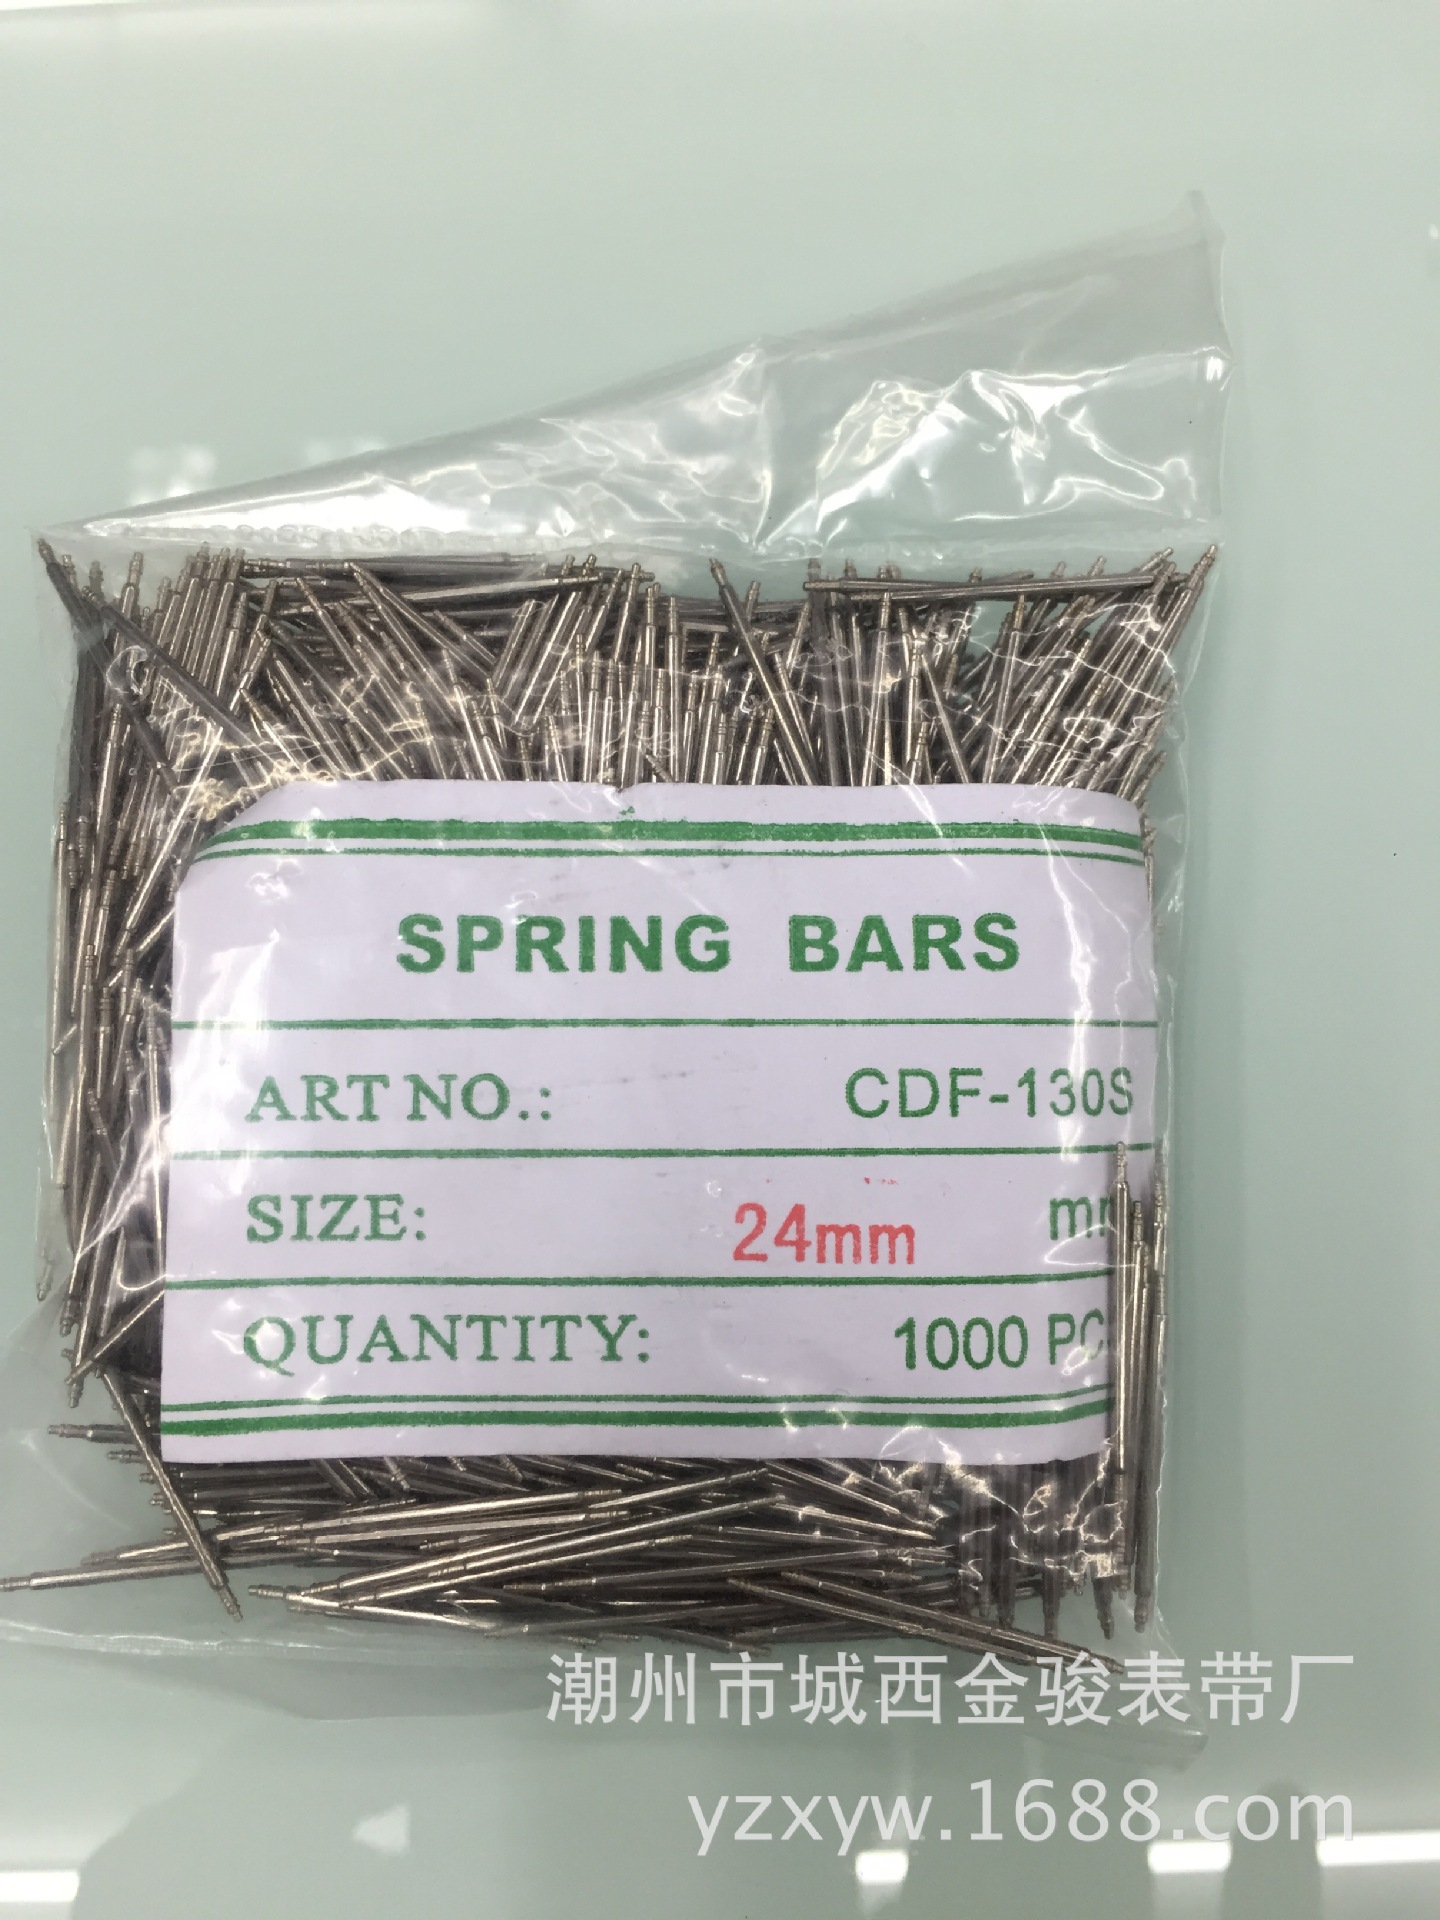 SPRING BARS
ART NO.: CDF-130S
SIZE: 24mm
QUANTITY: 1000
潮州市城西金骏表带厂
yzxyw.1688.com